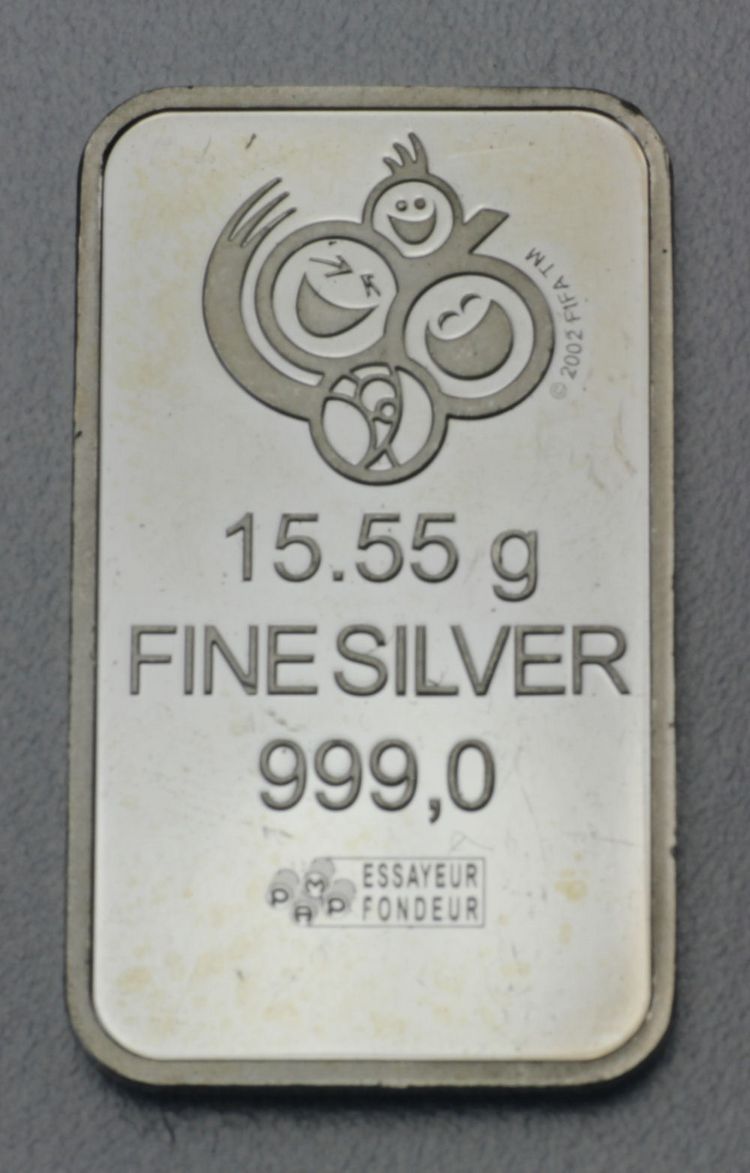 © 2002 FIFA TM
15.55 g
FINE SILVER
999,0
PAMP
ESSAYEUR
FONDEUR